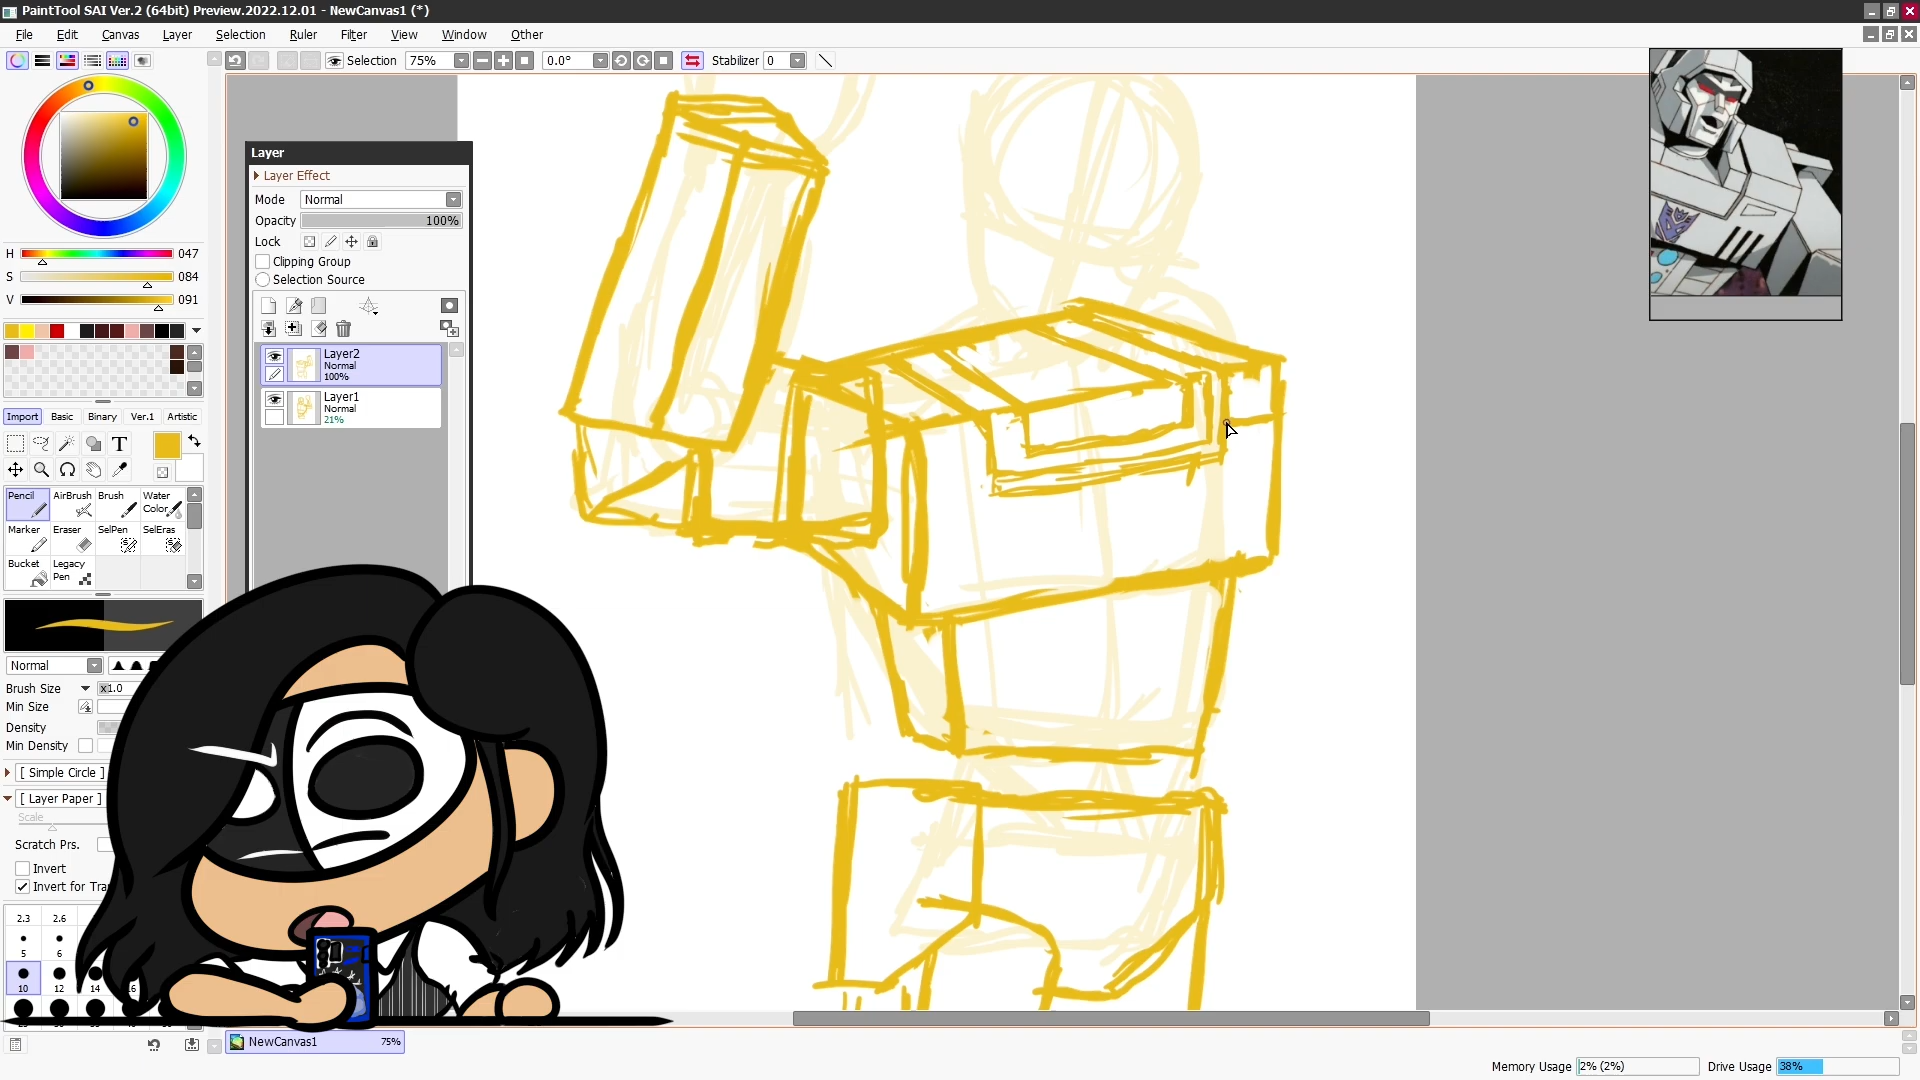 PaintTool SAI Ver.2 (64bit) Preview.2022.12.01 - NewCanvas1 (*)
File Edit Canvas Layer Selection Ruler Filter View Window Other
Selection 75% 0.0° Stabilizer 0
Layer
Layer Effect
Mode Normal
Opacity 100%
Lock
Clipping Group
Selection Source
Layer2
Normal
100%
Layer1
Normal
21%
H 047
S 084
V 091
Import Basic Binary Ver.1 Artistic
T
Pencil AirBrush Brush Water Color
Marker Eraser SelPen SelEras
Bucket Legacy Pen
Normal
Brush Size x1.0
Min Size
Density
Min Density
[ Simple Circle ]
[ Layer Paper ]
Scale
Scratch Prs.
Invert
Invert for Tra
2.3 2.6
5 6
10 12 14 16
NewCanvas1 75%
Memory Usage 2% (2%) Drive Usage 38%